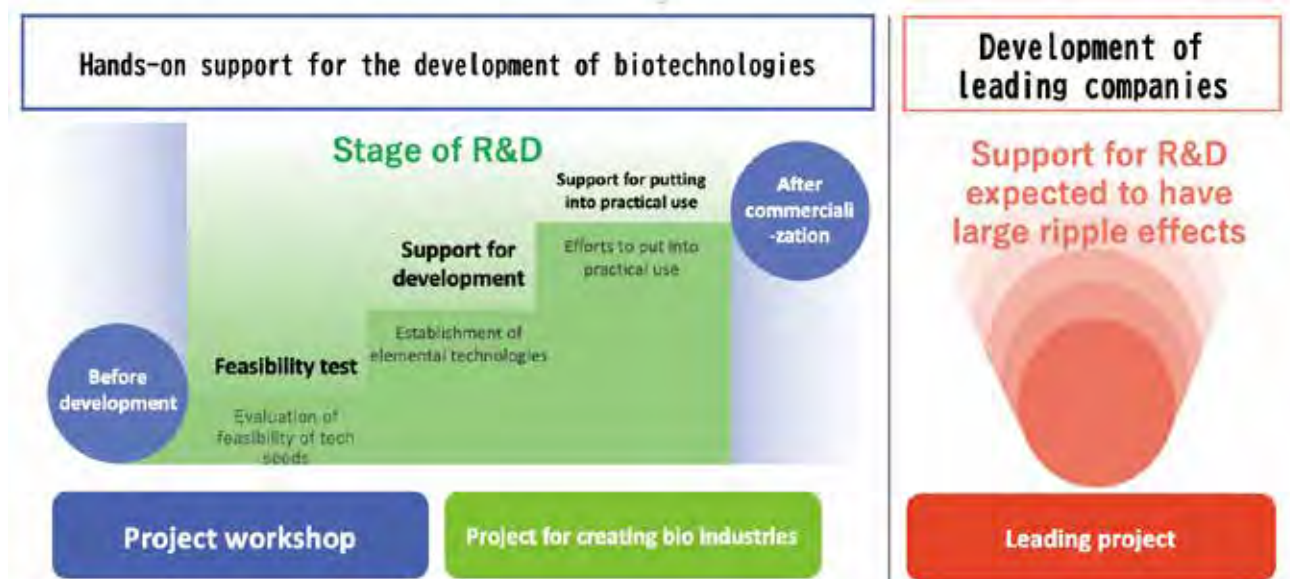 Hands-on support for the development of biotechnologies
Stage of R&D
Before
development
Feasibility test
Evaluation of
feasibility of tech
seeds
Support for
development
Establishment of
elemental technologies
Support for putting
into practical use
Efforts to put into
practical use
After
commerciali
-zation
Project workshop
Project for creating bio industries
Development of
leading companies
Support for R&D
expected to have
large ripple effects
Leading project